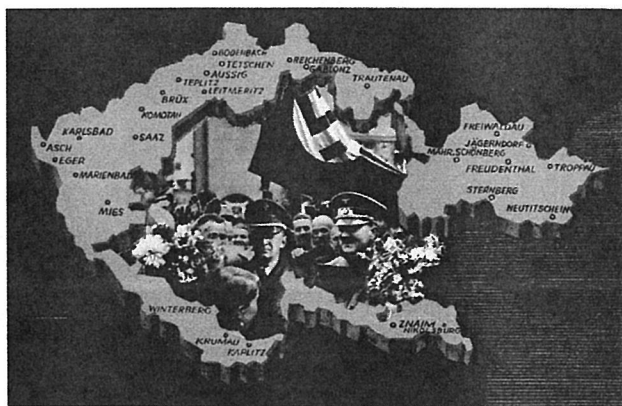 BODENBACH
TETSCHEN
AUSSIG
TEPLITZ
LEITMERITZ
BRÜX
KOMOTAU
SAAZ
KARLSBAD
ASCH
EGER
MARIENBAD
MIES
REICHENBERG
GABLONZ
TRAUTENAU
FREIWALDAU
JÄGERNDORF
MÄHR.SCHÖNBERG
FREUDENTHAL
TROPPAU
STERNBERG
NEUTITSCHEIN
WINTERBERG
KRUMAU
KAPLITZ
ZNAIM
NIKOLSBURG